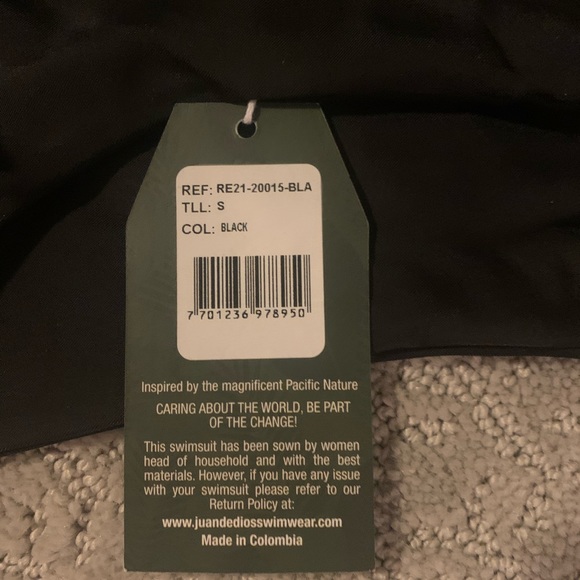 REF: RE21-20015-BLA
TLL: S
COL: BLACK
7 701236 978950
Inspired by the magnificent Pacific Nature
CARING ABOUT THE WORLD, BE PART
OF THE CHANGE!
This swimsuit has been sown by women
head of household and with the best
materials. However, if you have any issue
with your swimsuit please refer to our
Return Policy at:
www.juandediosswimwear.com
Made in Colombia